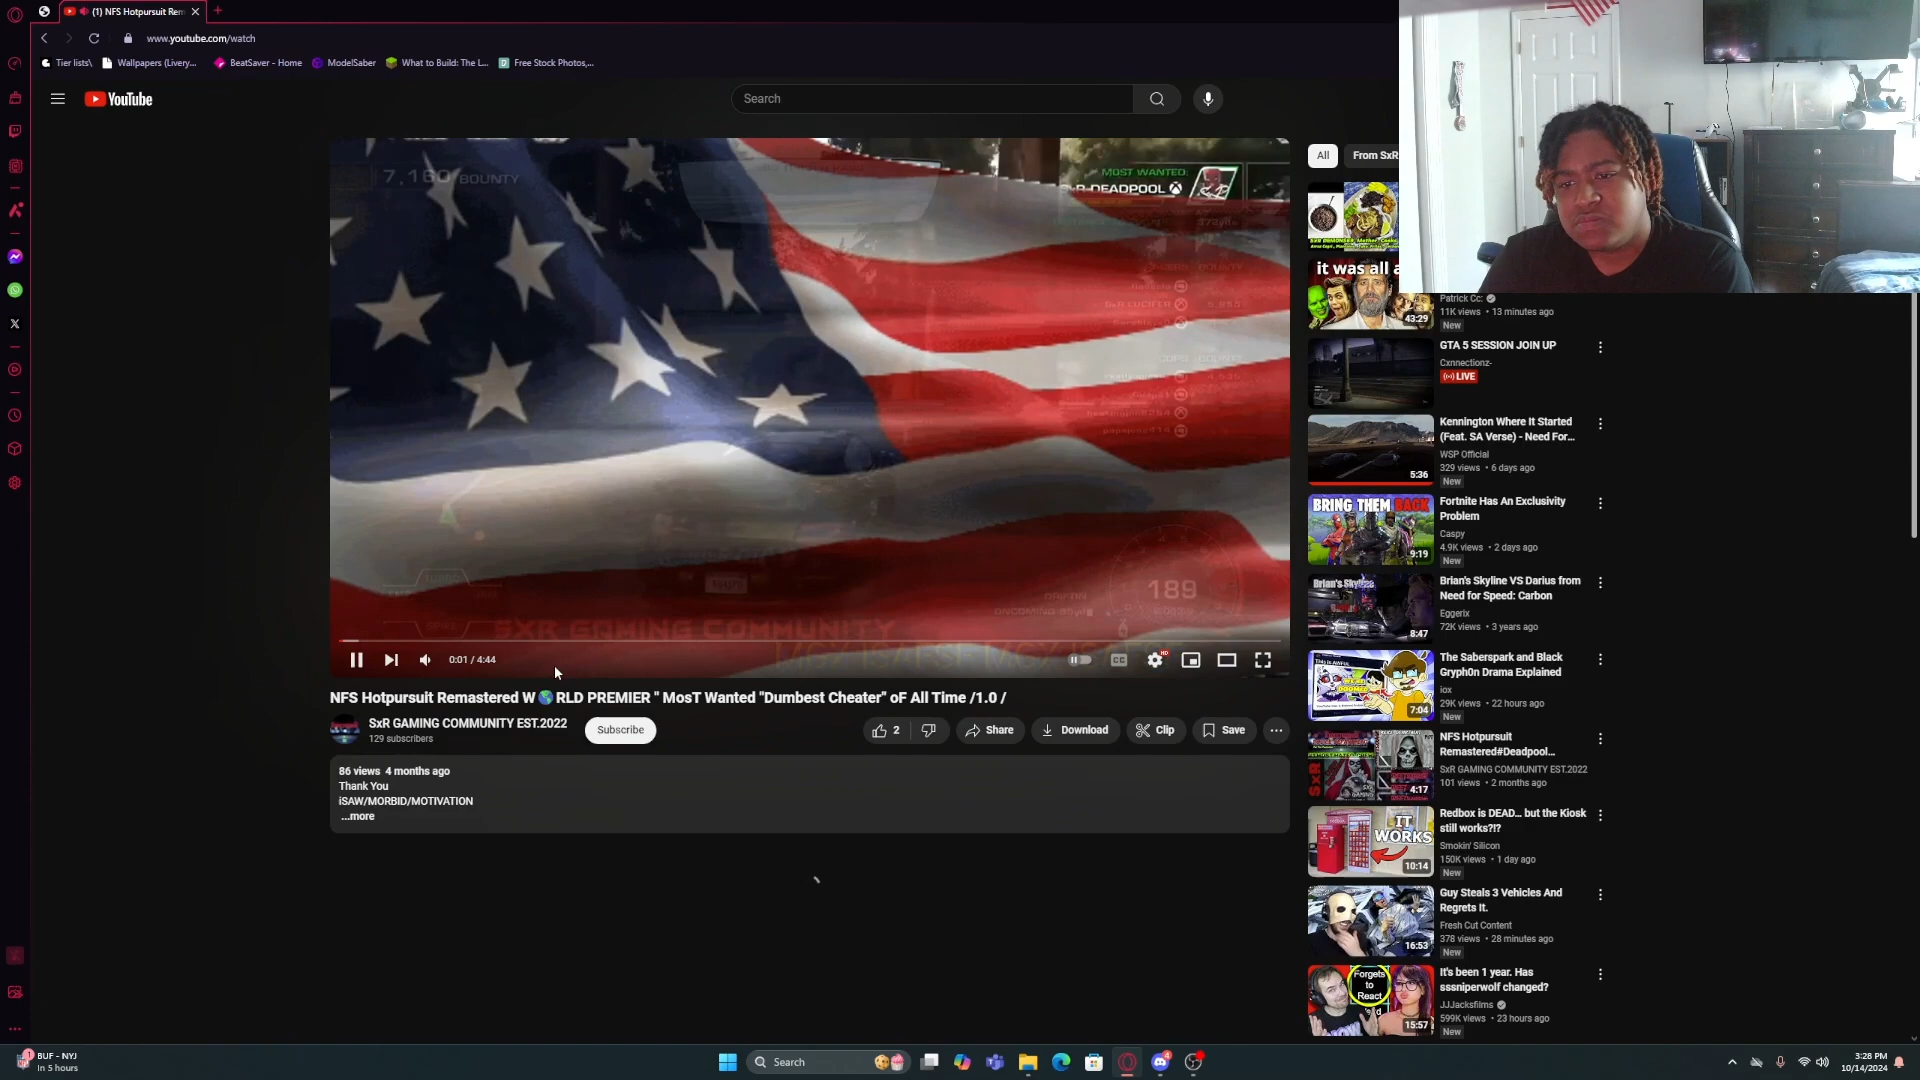 (1) NFS Hotpursuit Rem
www.youtube.com/watch
Tier lists\
Wallpapers (Livery...
BeatSaver - Home
ModelSaber
What to Build: The L...
Free Stock Photos,...
YouTube
Search
7,160 BOUNTY
MOST WANTED:
SxR DEADPOOL
189
SXR GAMING COMMUNITY
0:01 / 4:44
NFS Hotpursuit Remastered W🌎RLD PREMIER " MosT Wanted "Dumbest Cheater" oF All Time /1.0 /
SxR GAMING COMMUNITY EST.2022
129 subscribers
Subscribe
2
Share
Download
Clip
Save
86 views 4 months ago
Thank You
iSAW/MORBID/MOTIVATION
...more
All
From SxR
it was all a
43:29
Patrick Cc:
11K views • 13 minutes ago
New
GTA 5 SESSION JOIN UP
Cxnnectionz-
LIVE
5:36
Kennington Where It Started
(Feat. SA Verse) - Need For...
WSP Official
329 views • 6 days ago
New
BRING THEM BACK
9:19
Fortnite Has An Exclusivity
Problem
Caspy
4.9K views • 2 days ago
New
Brian's Skyline
8:47
Brian's Skyline VS Darius from
Need for Speed: Carbon
Eggerix
72K views • 3 years ago
7:04
The Saberspark and Black
Gryph0n Drama Explained
iox
29K views • 22 hours ago
New
4:17
NFS Hotpursuit
Remastered#Deadpool...
SxR GAMING COMMUNITY EST.2022
101 views • 2 months ago
IT
WORKS
10:14
Redbox is DEAD... but the Kiosk
still works?!?
Smokin' Silicon
150K views • 1 day ago
New
16:53
Guy Steals 3 Vehicles And
Regrets It.
Fresh Cut Content
378 views • 28 minutes ago
New
Forgets
to
React
15:57
It's been 1 year. Has
sssniperwolf changed?
JJJacksfilms
599K views • 23 hours ago
New
BUF - NYJ
In 5 hours
Search
3:28 PM
10/14/2024